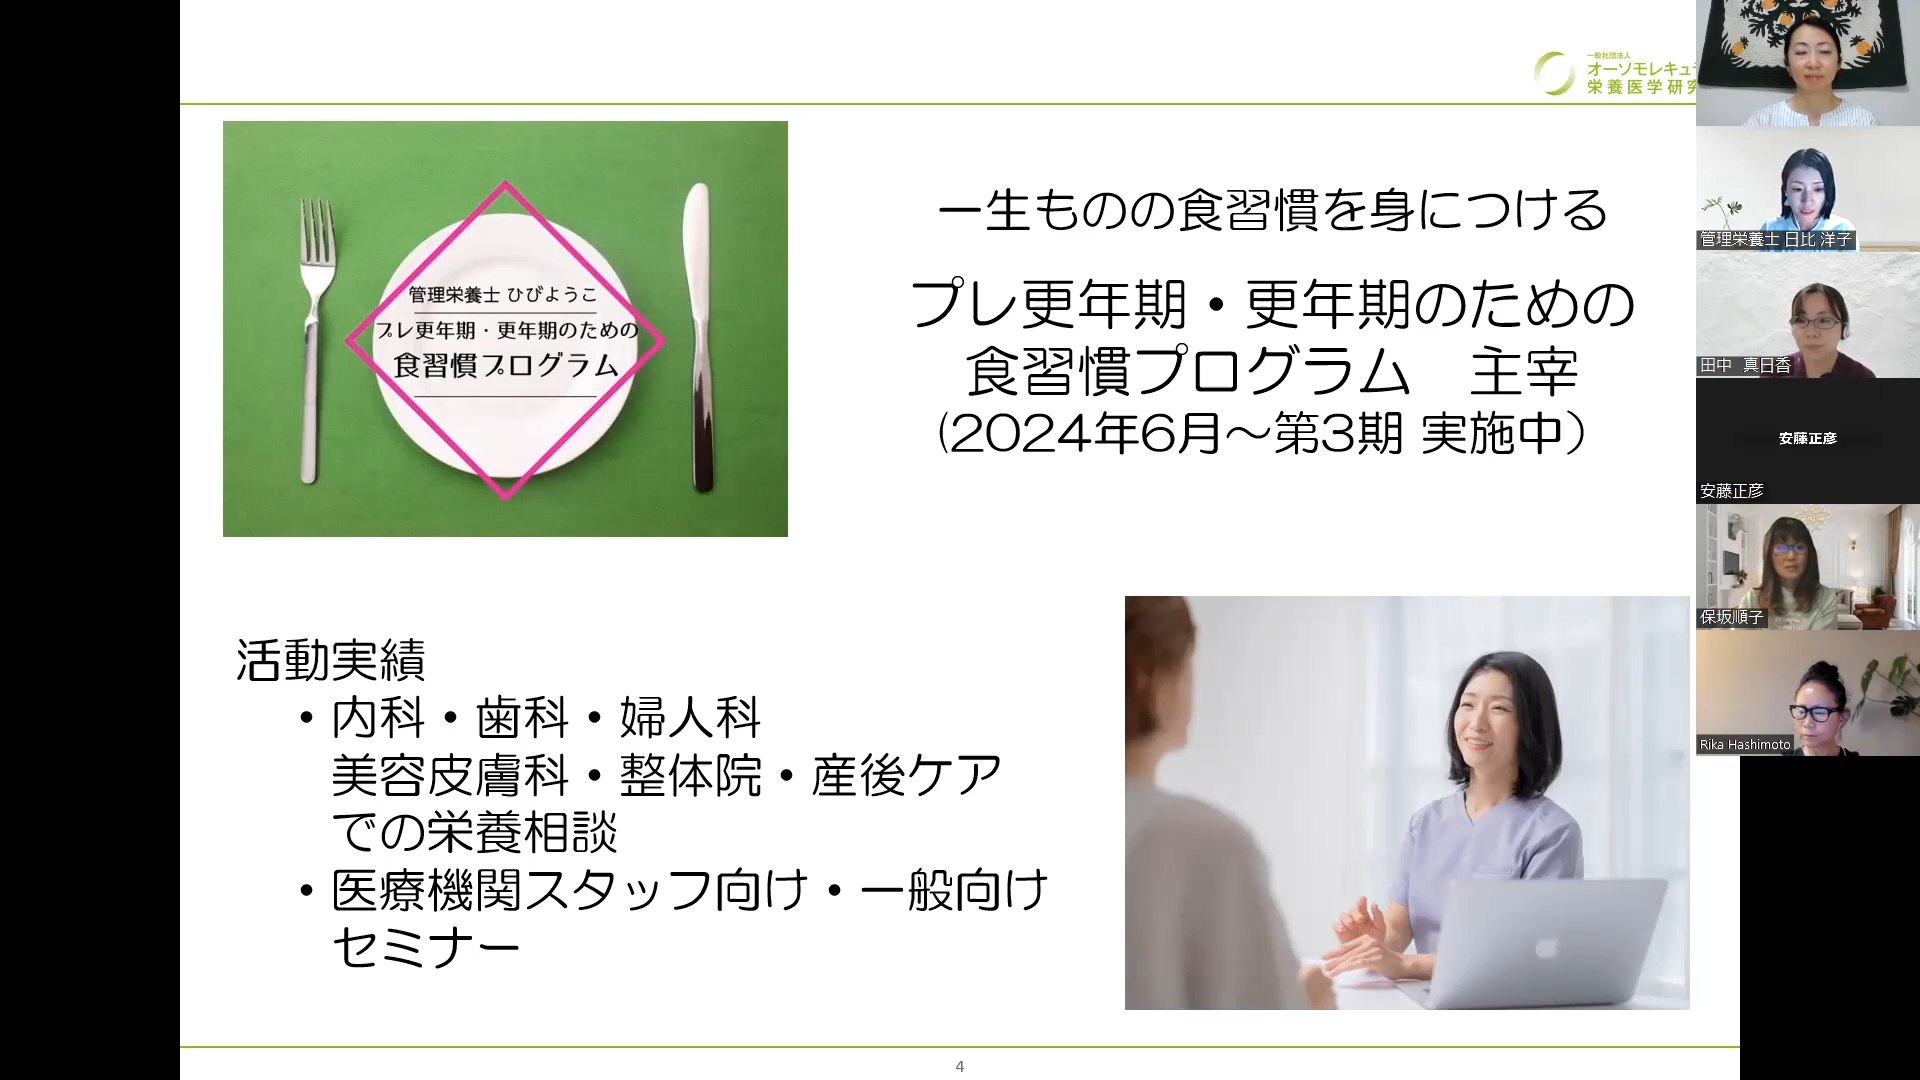 一般社団法人
オーソモレキュ
栄養医学研究
管理栄養士 ひびようこ
プレ更年期・更年期のための
食習慣プログラム
一生ものの食習慣を身につける
プレ更年期・更年期のための
食習慣プログラム　主宰
(2024年6月～第3期 実施中）
活動実績
・内科・歯科・婦人科
美容皮膚科・整体院・産後ケア
での栄養相談
・医療機関スタッフ向け・一般向け
セミナー
4
管理栄養士 日比 洋子
田中　真日香
安藤正彦
安藤正彦
保坂順子
Rika Hashimoto